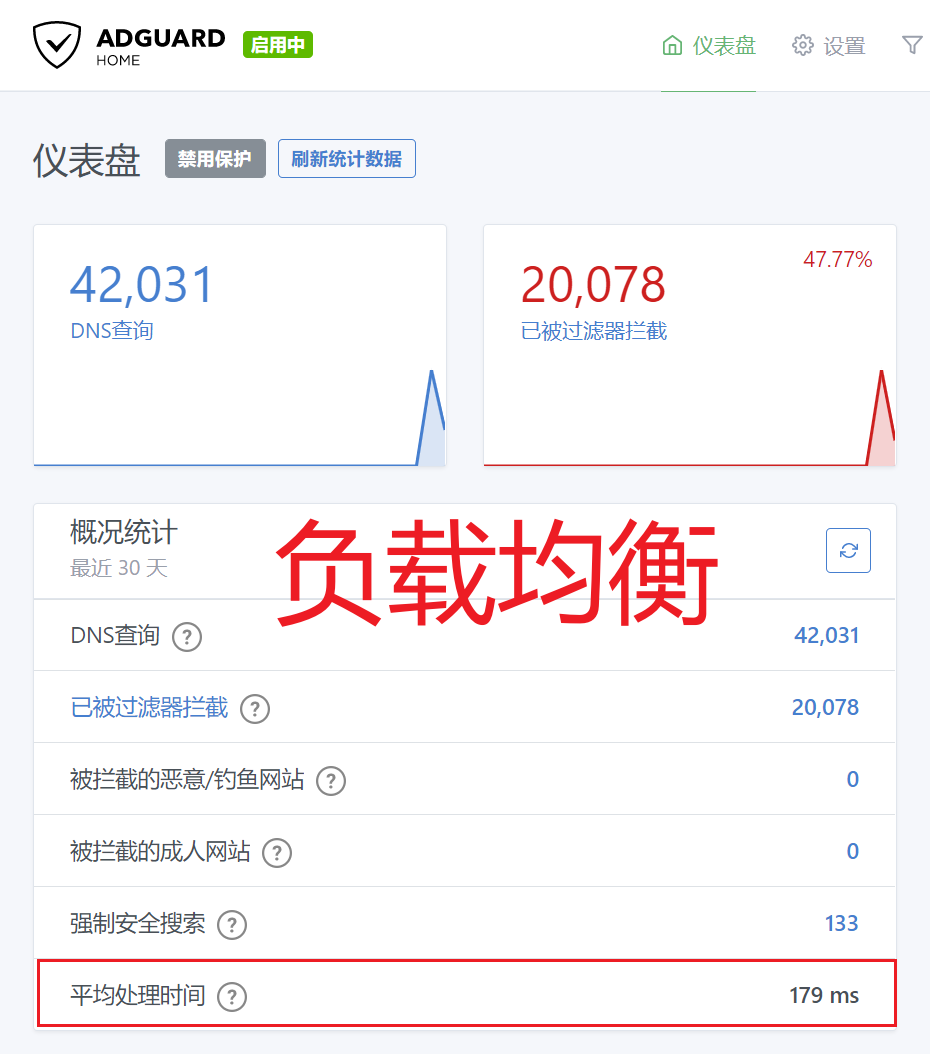 ADGUARD
HOME
启用中
仪表盘
设置
仪表盘
禁用保护
刷新统计数据
42,031
DNS查询
47.77%
20,078
已被过滤器拦截
概况统计
最近 30 天
负载均衡
DNS查询 ?
42,031
已被过滤器拦截 ?
20,078
被拦截的恶意/钓鱼网站 ?
0
被拦截的成人网站 ?
0
强制安全搜索 ?
133
平均处理时间 ?
179 ms